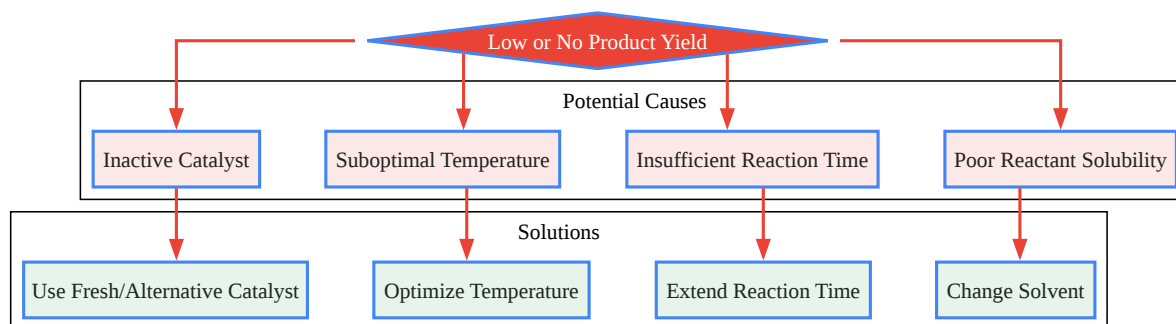 Low or No Product Yield
Potential Causes
Inactive Catalyst
Suboptimal Temperature
Insufficient Reaction Time
Poor Reactant Solubility
Solutions
Use Fresh/Alternative Catalyst
Optimize Temperature
Extend Reaction Time
Change Solvent